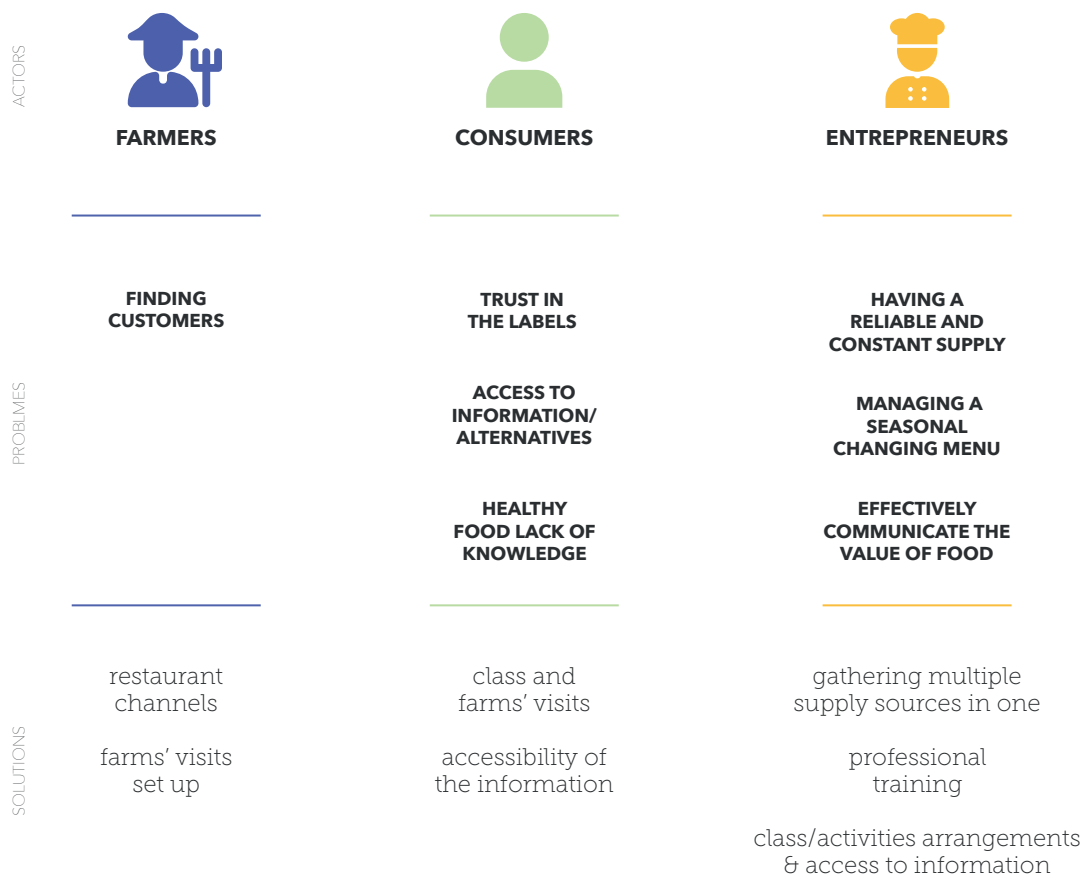 ACTORS
FARMERS
CONSUMERS
ENTREPRENEURS
PROBLMES
FINDING
CUSTOMERS
TRUST IN
THE LABELS
ACCESS TO
INFORMATION/
ALTERNATIVES
HEALTHY
FOOD LACK OF
KNOWLEDGE
HAVING A
RELIABLE AND
CONSTANT SUPPLY
MANAGING A
SEASONAL
CHANGING MENU
EFFECTIVELY
COMMUNICATE THE
VALUE OF FOOD
SOLUTIONS
restaurant
channels
farms’ visits
set up
class and
farms’ visits
accessibility of
the information
gathering multiple
supply sources in one
professional
training
class/activities arrangements
& access to information